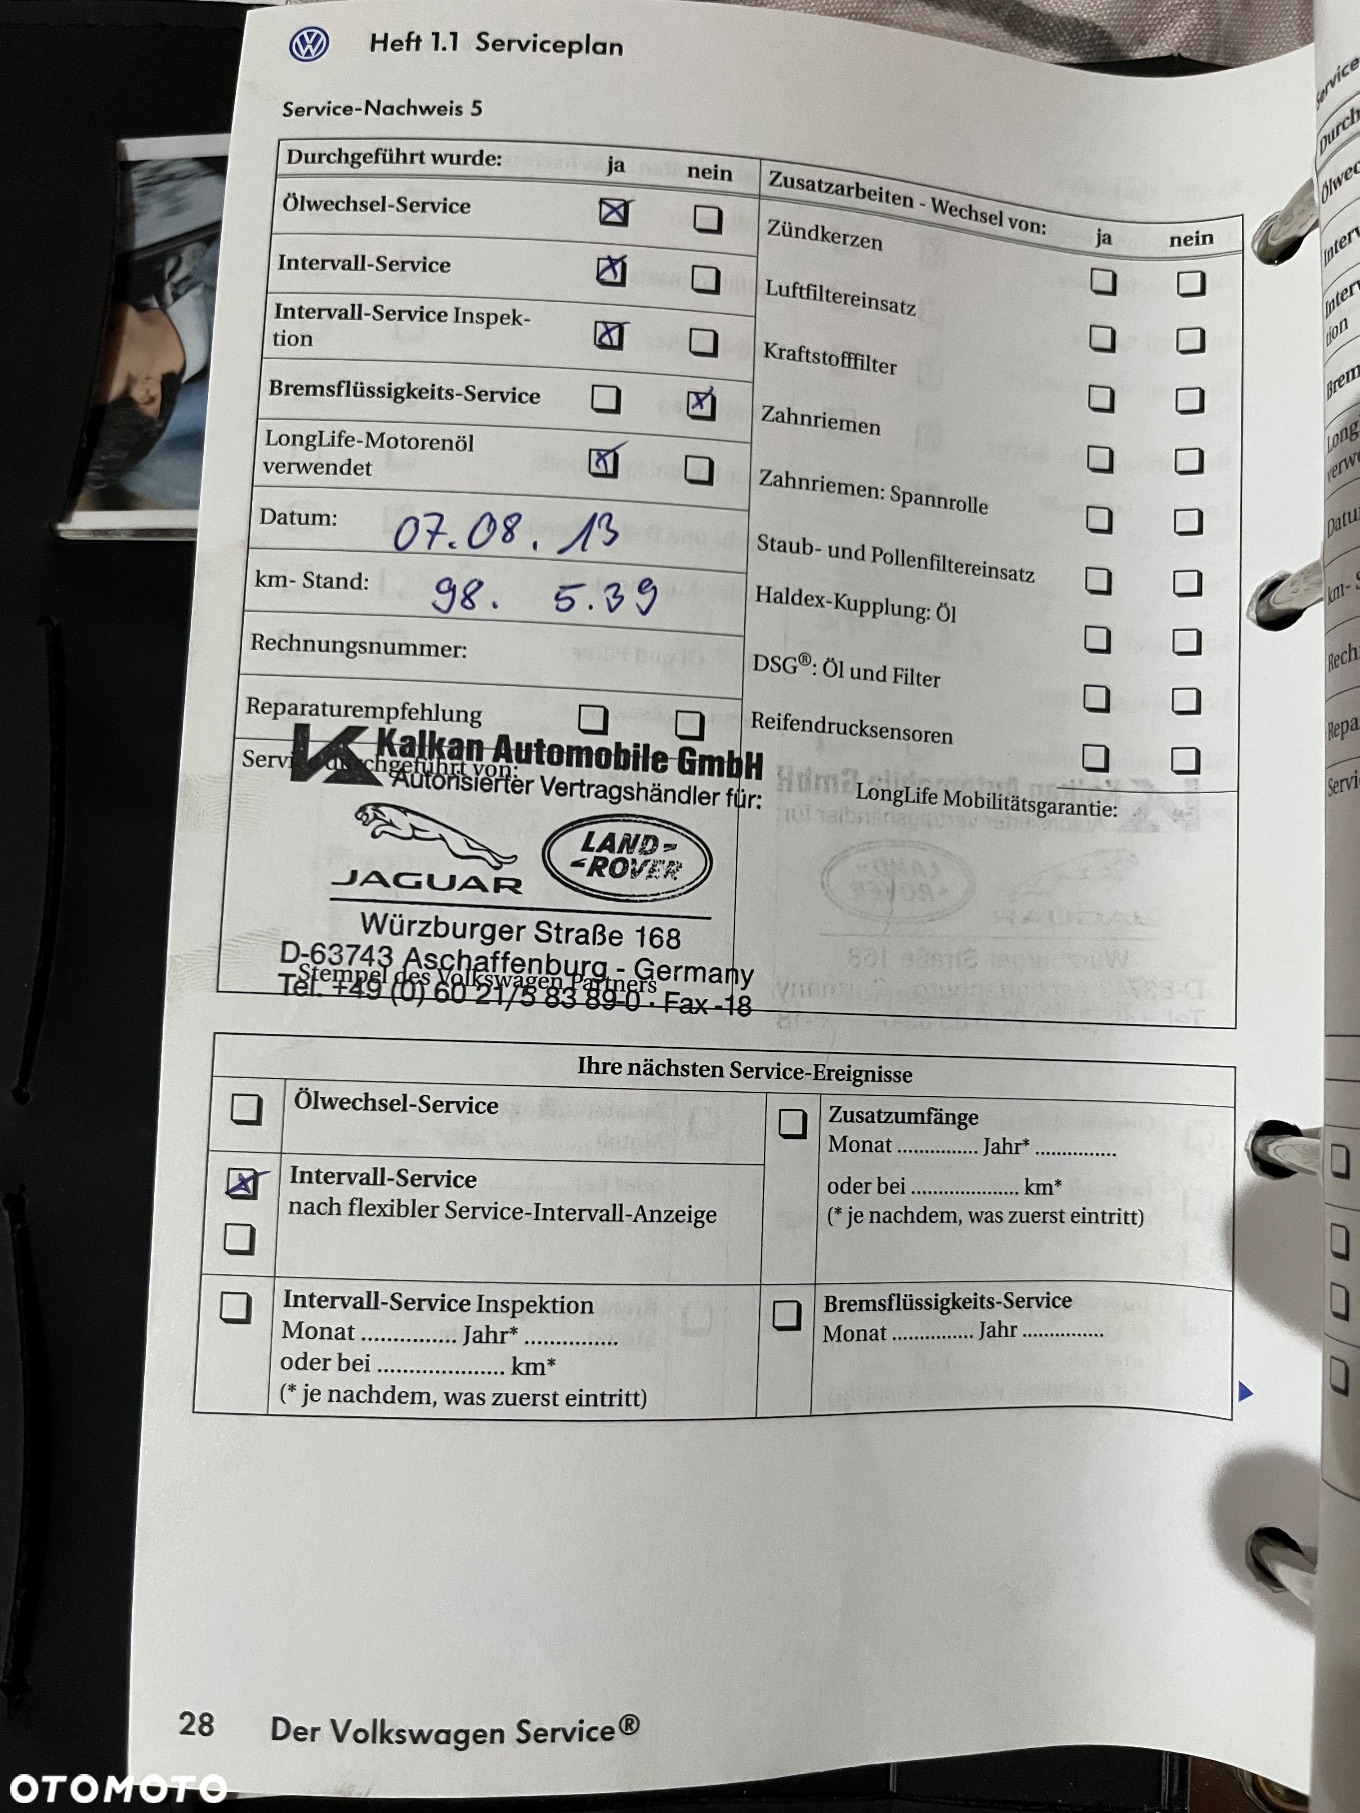 Heft 1.1 Serviceplan
Service-Nachweis 5
Durchgeführt wurde: ja nein
Ölwechsel-Service
Intervall-Service
Intervall-Service Inspek-
tion
Bremsflüssigkeits-Service
LongLife-Motorenöl
verwendet
Datum: 07.08.13
km- Stand: 98. 5.39
Rechnungsnummer:
Reparaturempfehlung
Service durchgeführt von:
Kalkan Automobile GmbH
Autorisierter Vertragshändler für:
JAGUAR
LAND-
-ROVER
Würzburger Straße 168
D-63743 Aschaffenburg - Germany
Stempel des Volkswagen Partners
Tel. +49 (0) 60 21/5 83 89-0 · Fax -18
Zusatzarbeiten - Wechsel von: ja nein
Zündkerzen
Luftfiltereinsatz
Kraftstofffilter
Zahnriemen
Zahnriemen: Spannrolle
Staub- und Pollenfiltereinsatz
Haldex-Kupplung: Öl
DSG®: Öl und Filter
Reifendrucksensoren
LongLife Mobilitätsgarantie:
Ihre nächsten Service-Ereignisse
Ölwechsel-Service
Intervall-Service
nach flexibler Service-Intervall-Anzeige
Intervall-Service Inspektion
Monat ............... Jahr* ...............
oder bei .................... km*
(* je nachdem, was zuerst eintritt)
Zusatzumfänge
Monat ............... Jahr* ...............
oder bei .................... km*
(* je nachdem, was zuerst eintritt)
Bremsflüssigkeits-Service
Monat ............... Jahr ...............
28 Der Volkswagen Service®
OTOMOTO